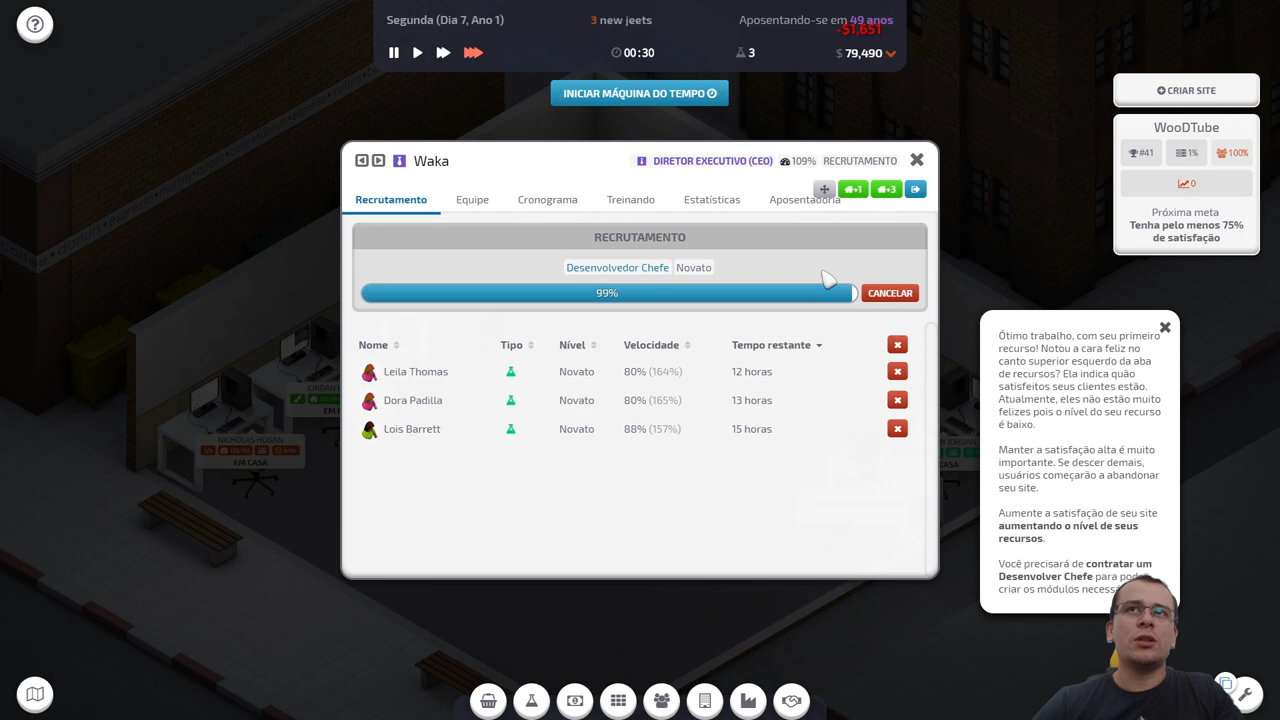 Segunda (Dia 7, Ano 1)
3 new jeets
Aposentando-se em 49 anos
-$1,651
00:30
3
$ 79,490
INICIAR MÁQUINA DO TEMPO
CRIAR SITE
WooDTube
#41
1%
100%
0
Próxima meta
Tenha pelo menos 75%
de satisfação
Waka
DIRETOR EXECUTIVO (CEO)
109%
RECRUTAMENTO
+1
+3
Recrutamento
Equipe
Cronograma
Treinando
Estatísticas
Aposentadoria
RECRUTAMENTO
Desenvolvedor Chefe Novato
99%
CANCELAR
Nome Tipo Nível Velocidade Tempo restante
Leila Thomas Novato 80% (164%) 12 horas
Dora Padilla Novato 80% (165%) 13 horas
Lois Barrett Novato 88% (157%) 15 horas
NICHOLAS HOGAN
EM CASA
Ótimo trabalho, com seu primeiro
recurso! Notou a cara feliz no
canto superior esquerdo da aba
de recursos? Ela indica quão
satisfeitos seus clientes estão.
Atualmente, eles não estão muito
felizes pois o nível do seu recurso
é baixo.
Manter a satisfação alta é muito
importante. Se descer demais,
usuários começarão a abandonar
seu site.
Aumente a satisfação de seu site
aumentando o nível de seus
recursos.
Você precisará de contratar um
Desenvolver Chefe para
criar os módulos